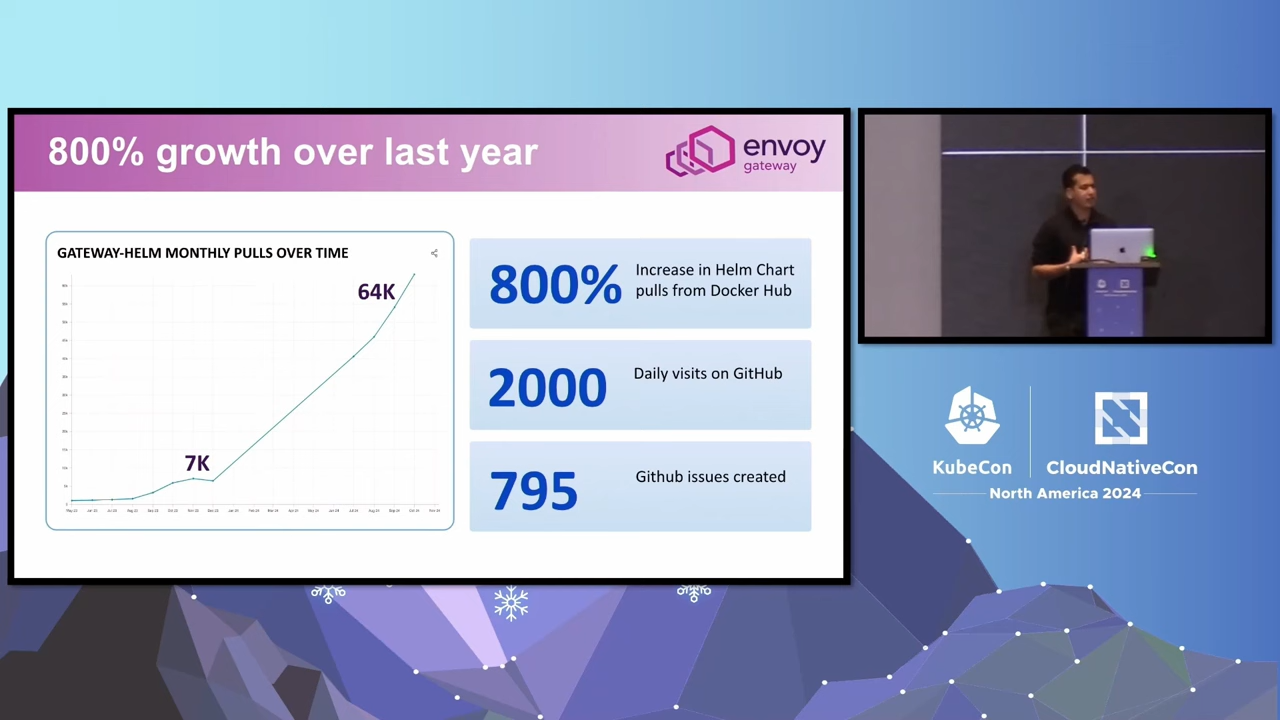 800% growth over last year
envoy
gateway
GATEWAY-HELM MONTHLY PULLS OVER TIME
64K
7K
800%
Increase in Helm Chart
pulls from Docker Hub
2000
Daily visits on GitHub
795
Github issues created
KubeCon
CloudNativeCon
North America 2024